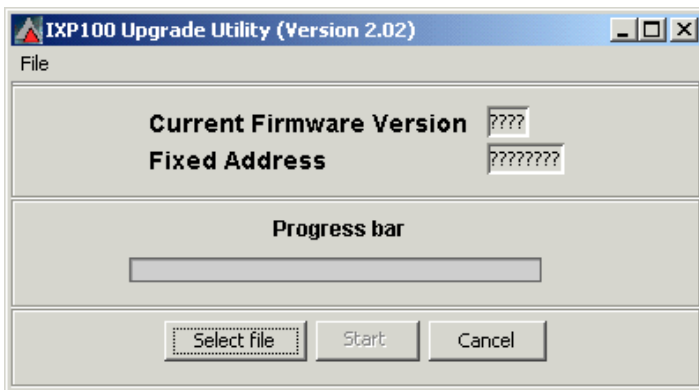 IXP100 Upgrade Utility (Version 2.02)
File
Current Firmware Version ????
Fixed Address ????????
Progress bar
Select file Start Cancel